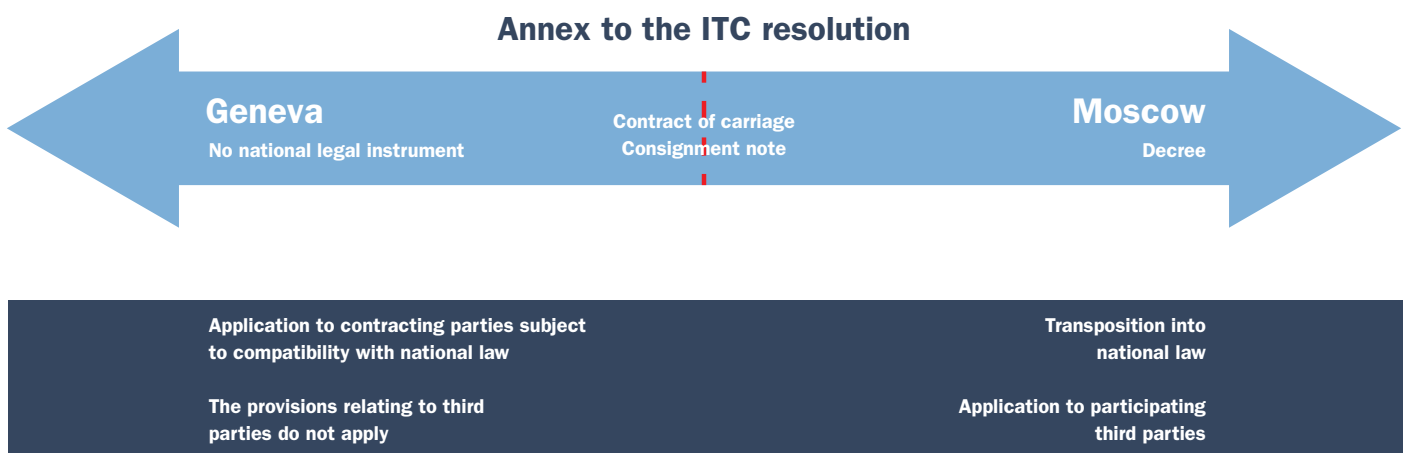 Annex to the ITC resolution
Geneva
No national legal instrument
Contract of carriage
Consignment note
Moscow
Decree
Application to contracting parties subject
to compatibility with national law
The provisions relating to third
parties do not apply
Transposition into
national law
Application to participating
third parties